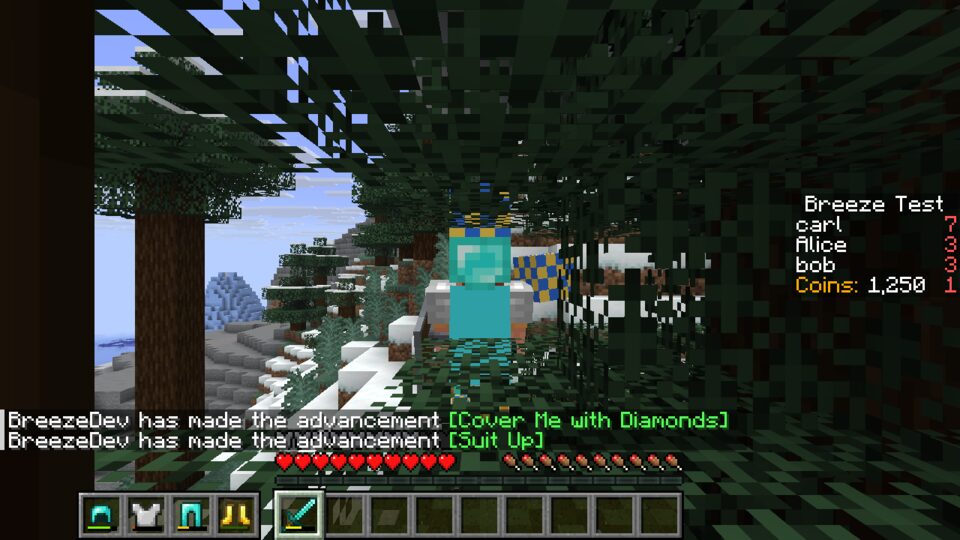 Breeze Test
carl 7
Alice 3
bob 3
Coins: 1,250 1
BreezeDev has made the advancement [Cover Me with Diamonds]
BreezeDev has made the advancement [Suit Up]